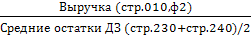 Выручка (стр.010,ф2)
Средние остатки ДЗ (стр.230+стр.240)/2